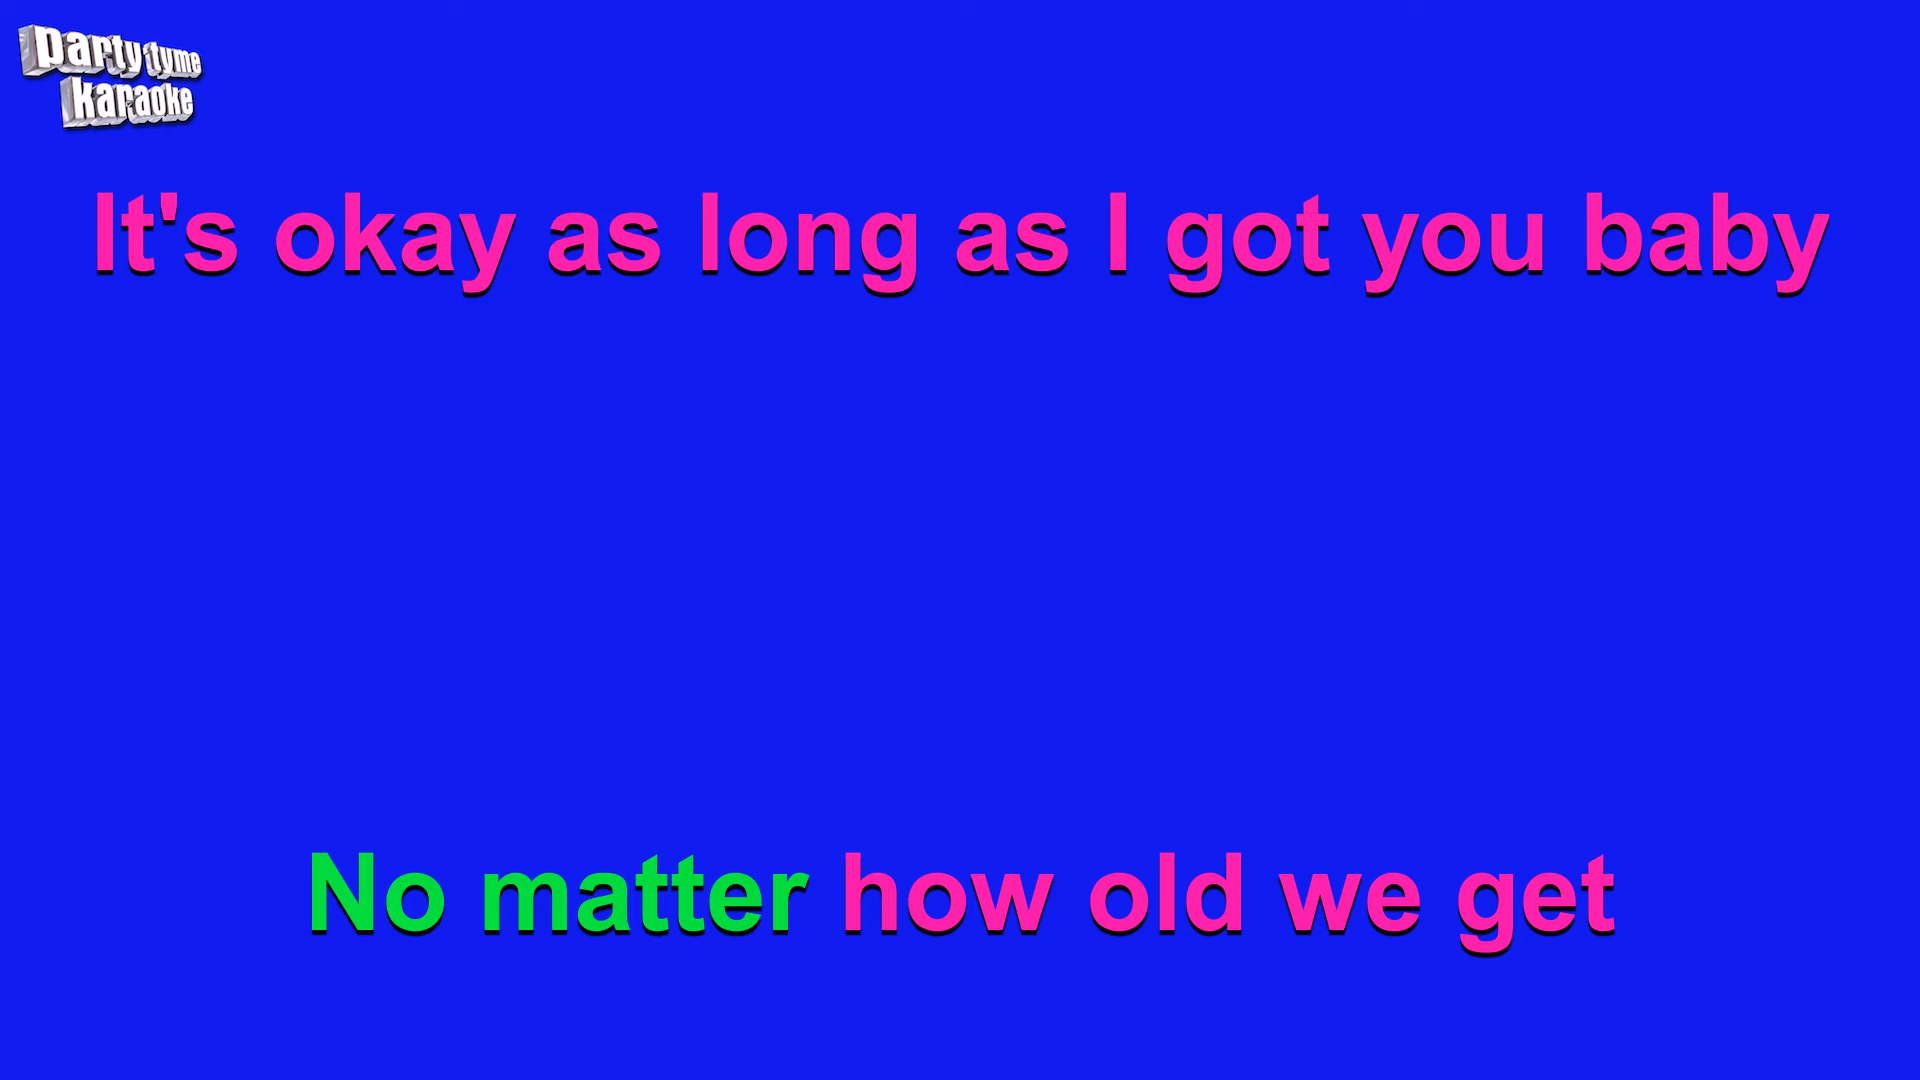 party tyme
karaoke
It's okay as long as I got you baby
No matter how old we get